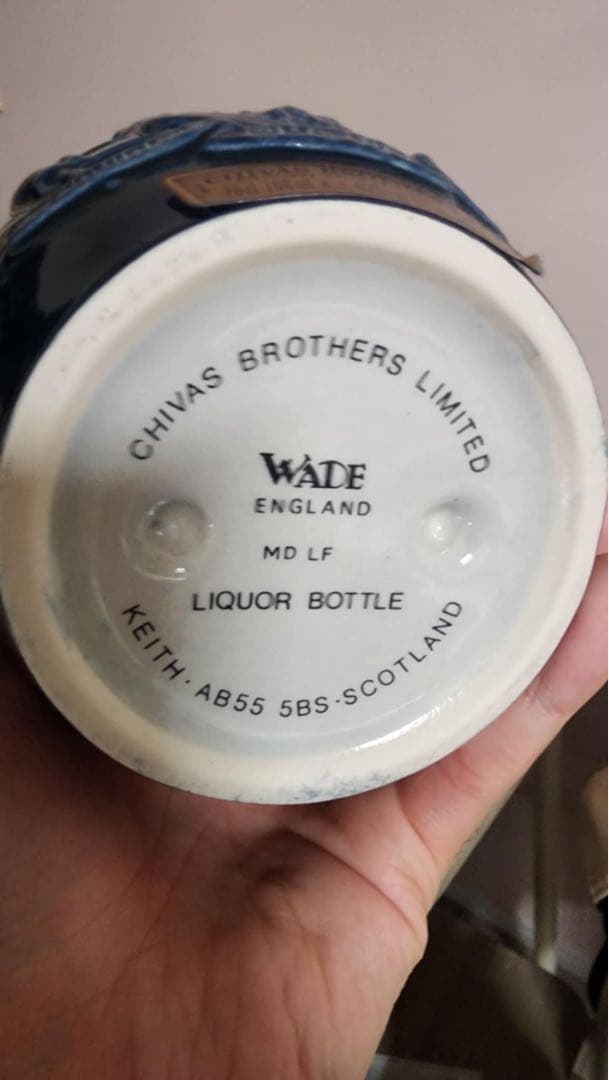 CHIVAS BROTHERS LIMITED
WADE
ENGLAND
MD LF
LIQUOR BOTTLE
KEITH · AB55 5BS · SCOTLAND